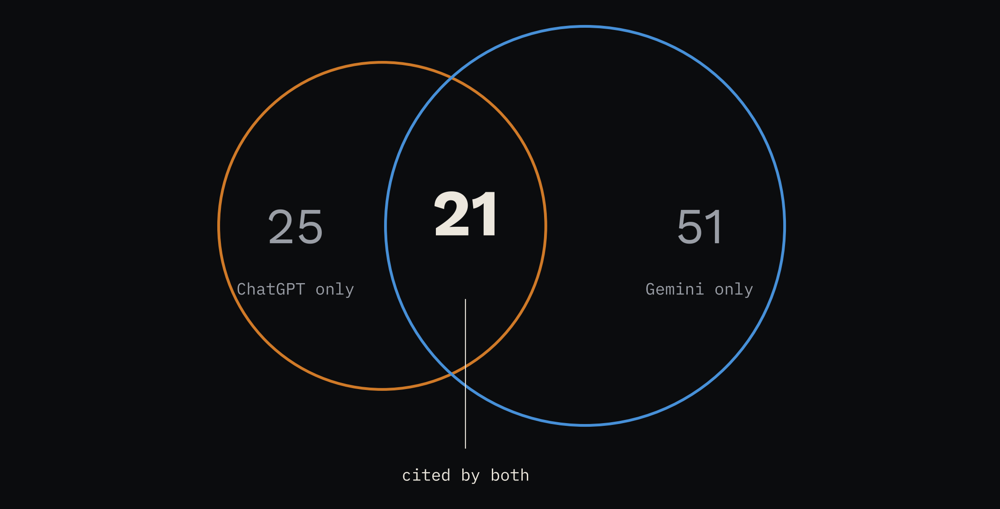 21
25
51
ChatGPT only
Gemini only
cited by both